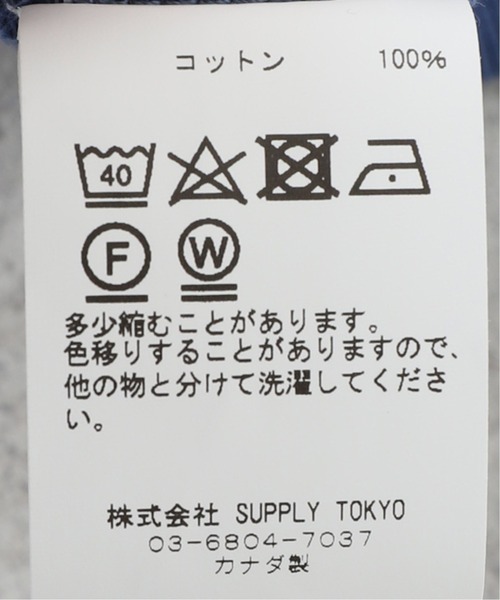 コットン 100%
40
F W
多少縮むことがあります。
色移りすることがありますので、
他の物と分けて洗濯してくださ
い。
株式会社 SUPPLY TOKYO
03-6804-7037
カナダ製